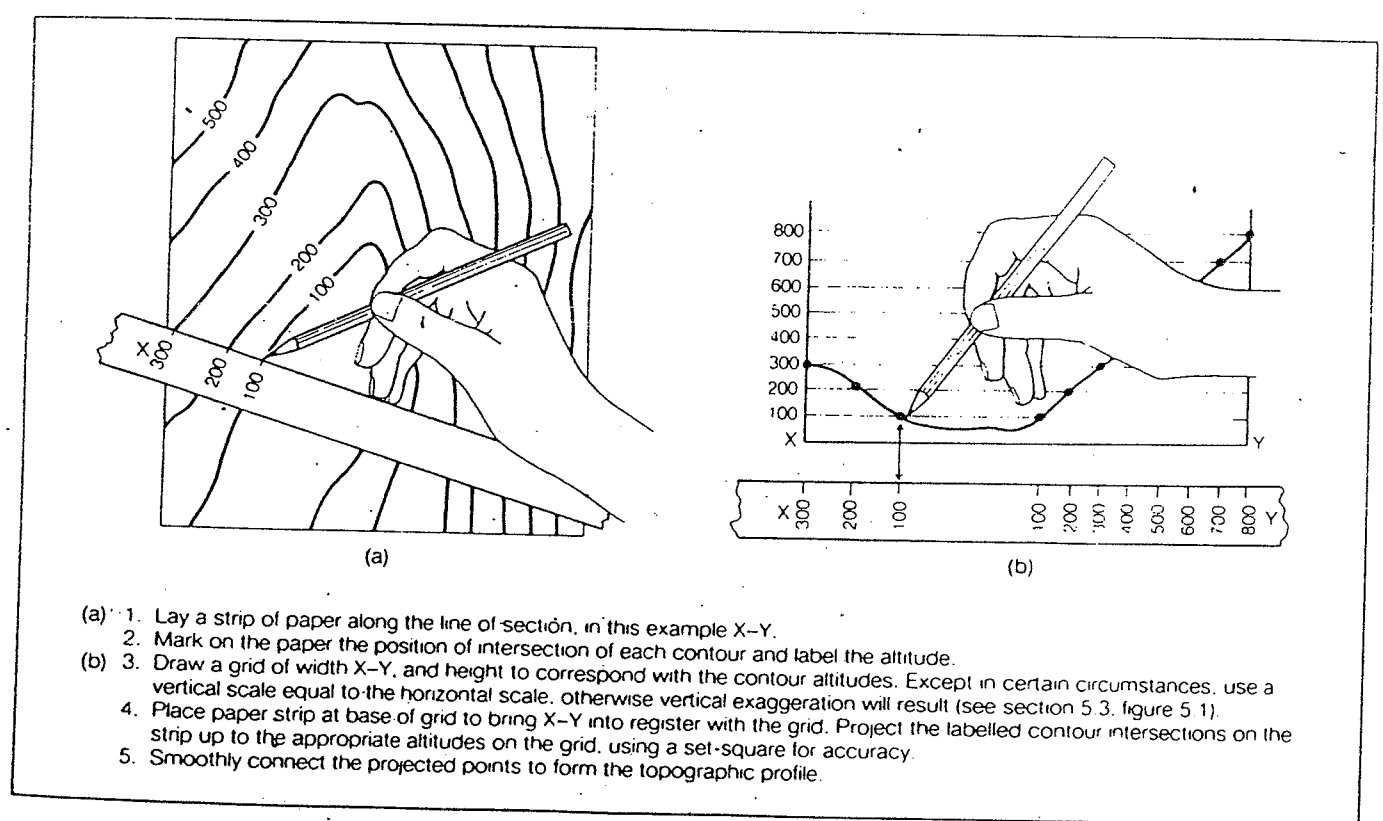 500
400
300
200
100
X
300
200
100
(a)
800
700
600
500
400
300
200
100
X
Y
X
300
200
100
100
200
300
400
500
600
700
800
Y
(b)
(a) 1. Lay a strip of paper along the line of section, in this example X–Y.
2. Mark on the paper the position of intersection of each contour and label the altitude.
(b) 3. Draw a grid of width X–Y, and height to correspond with the contour altitudes. Except in certain circumstances, use a
vertical scale equal to the horizontal scale, otherwise vertical exaggeration will result (see section 5.3, figure 5.1).
4. Place paper strip at base of grid to bring X–Y into register with the grid. Project the labelled contour intersections on the
strip up to the appropriate altitudes on the grid, using a set-square for accuracy.
5. Smoothly connect the projected points to form the topographic profile.